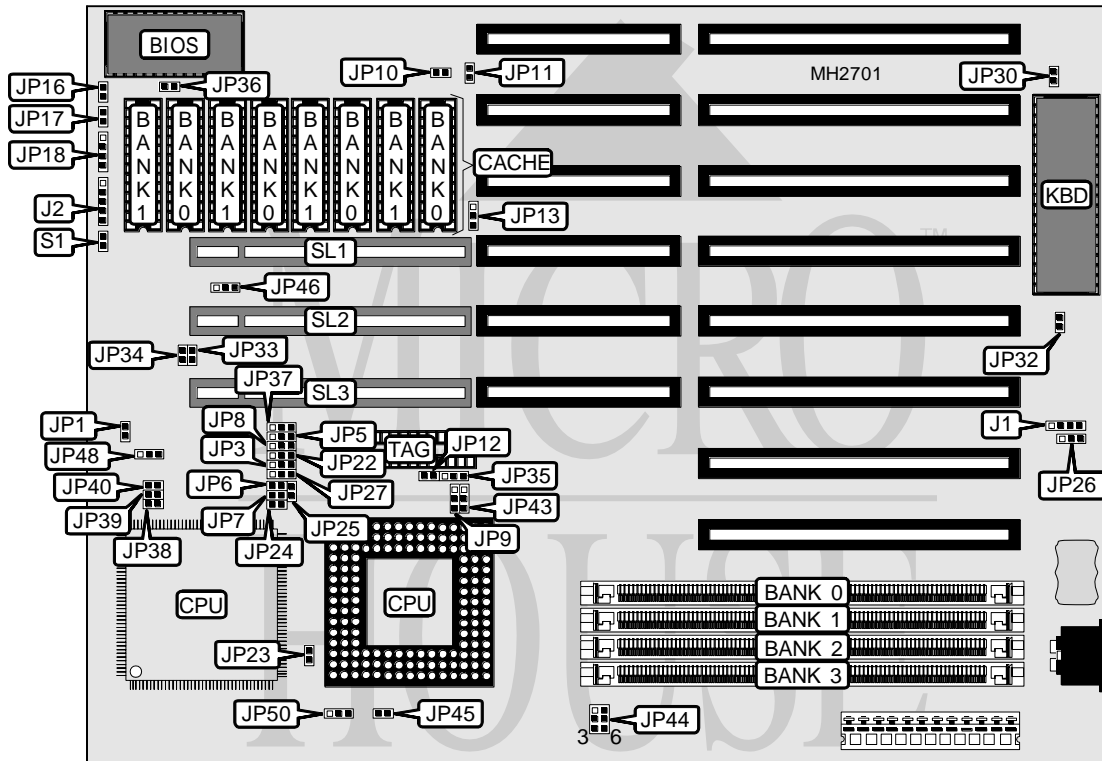 BIOS
JP10
JP11
MH2701
JP30
JP16
JP36
JP17
JP18
BANK1
BANK0
BANK1
BANK0
BANK1
BANK0
BANK1
BANK0
CACHE
KBD
J2
JP13
S1
SL1
TM
JP46
MICRO
SL2
JP34
JP33
JP32
JP37
SL3
JP1
JP8
JP5
TAG
JP12
J1
JP48
JP3
JP22
JP35
JP40
JP6
JP27
JP43
JP26
JP39
JP7
JP25
JP9
JP38
JP24
HOUSE
CPU
CPU
BANK 0
BANK 1
BANK 2
BANK 3
JP23
JP50
JP45
JP44
3 6